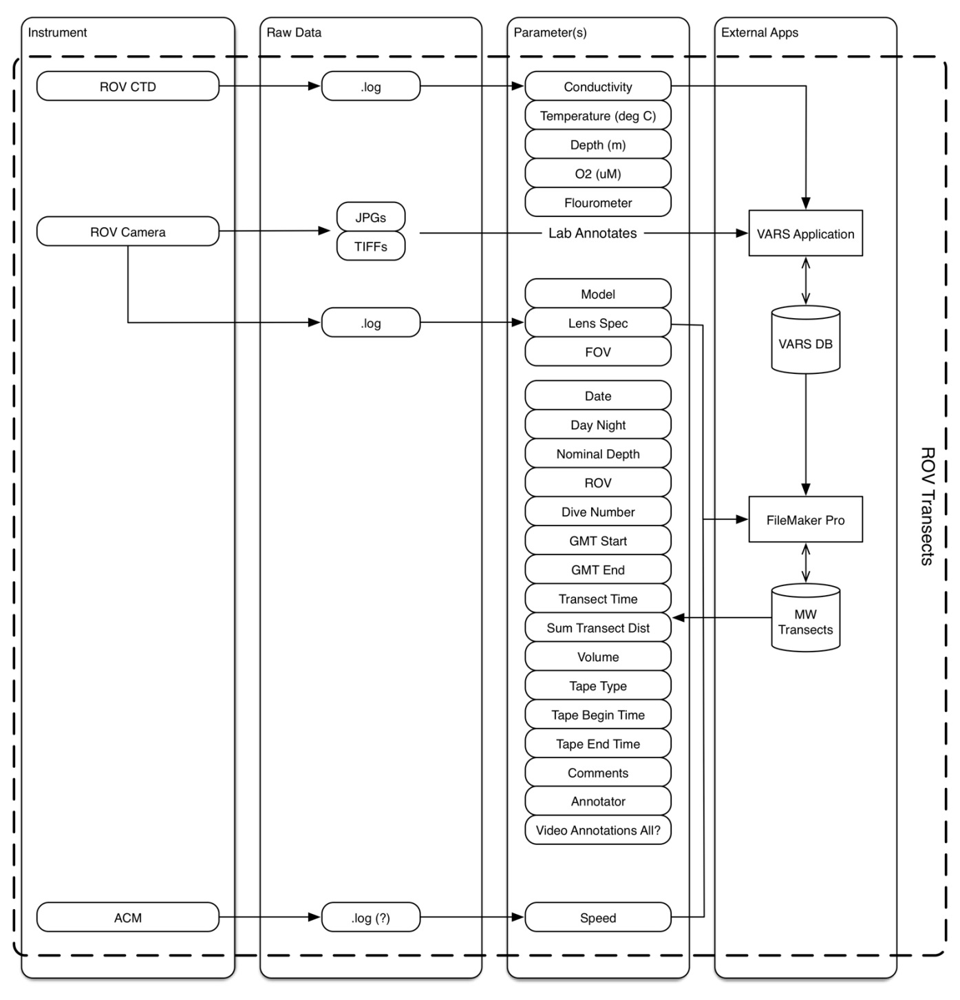 Instrument
Raw Data
Parameter(s)
External Apps
ROV CTD
.log
Conductivity
Temperature (deg C)
Depth (m)
O2 (uM)
Flourometer
ROV Camera
JPGs
TIFFs
Lab Annotates
VARS Application
.log
Model
Lens Spec
FOV
VARS DB
Date
Day Night
Nominal Depth
ROV
Dive Number
GMT Start
GMT End
Transect Time
Sum Transect Dist
Volume
Tape Type
Tape Begin Time
Tape End Time
Comments
Annotator
Video Annotations All?
FileMaker Pro
MW
Transects
ROV Transects
ACM
.log (?)
Speed